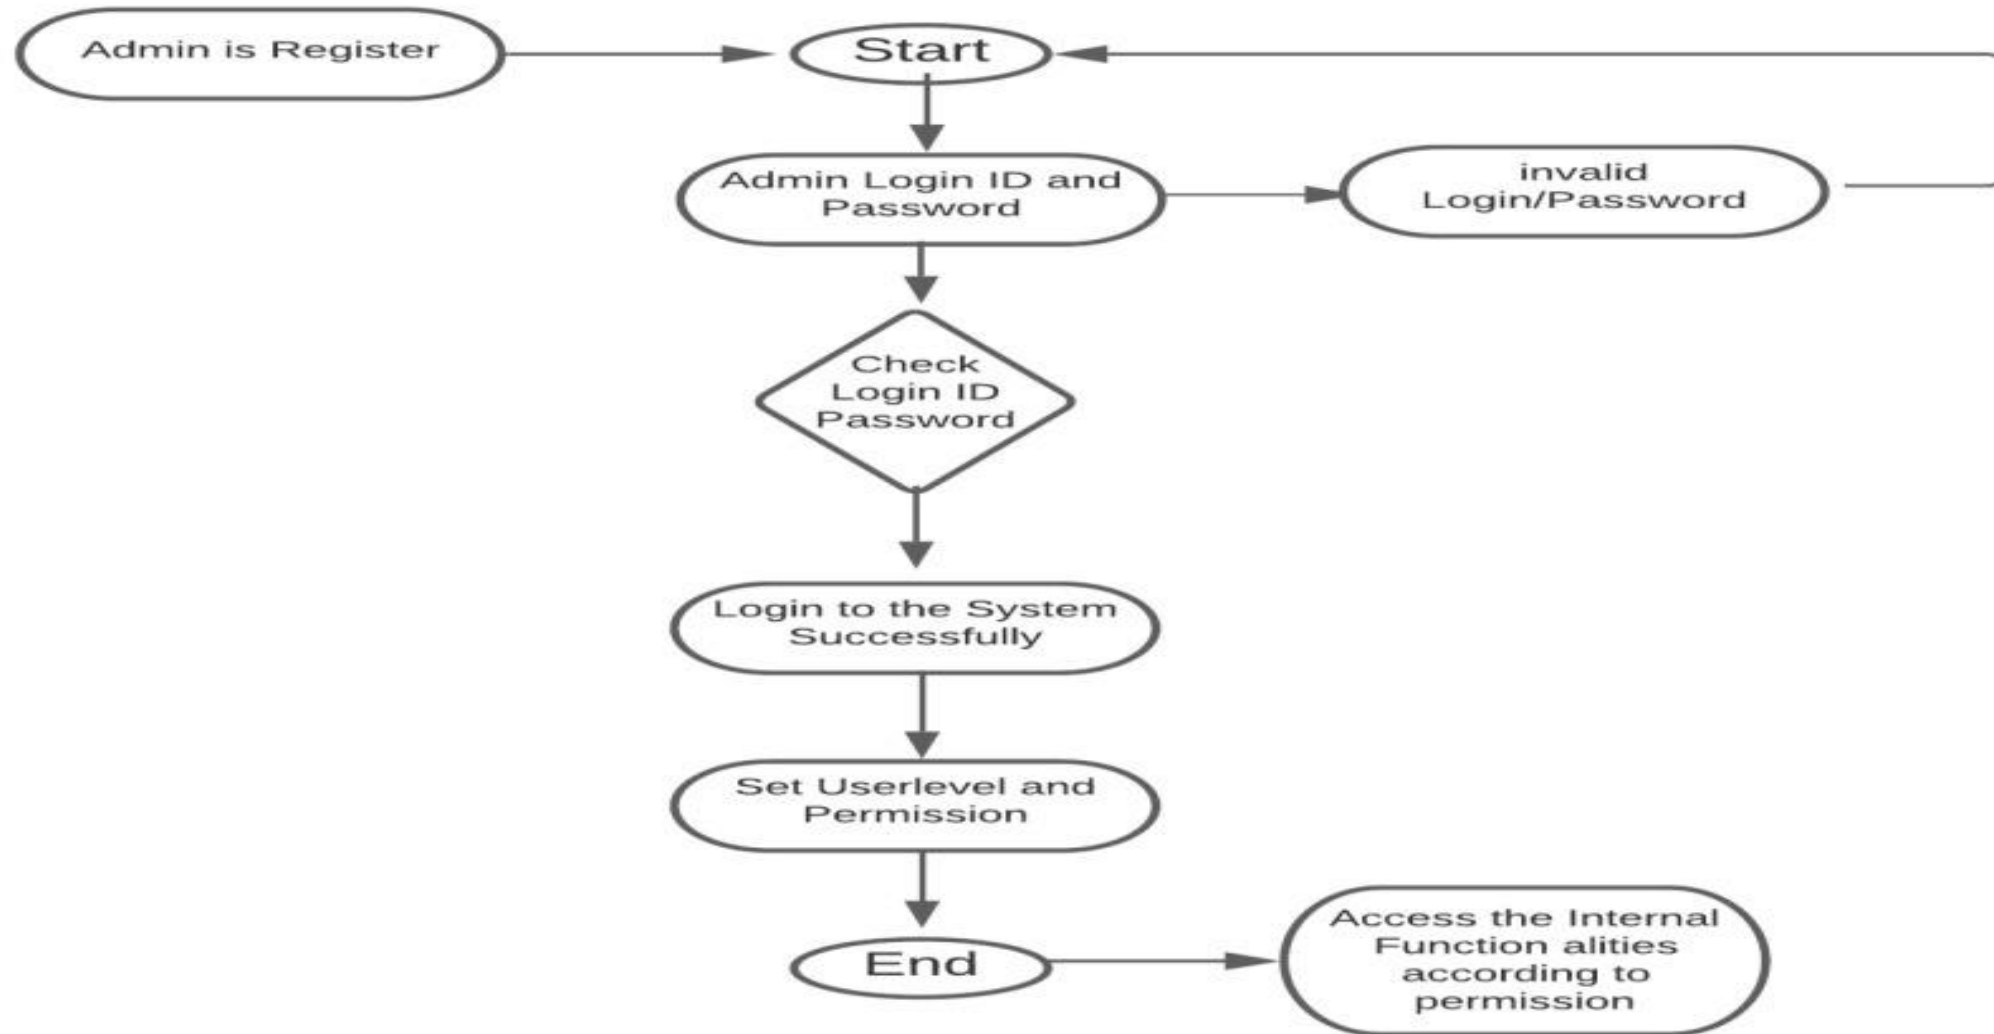 Admin is Register
Start
Admin Login ID and
Password
invalid
Login/Password
Check
Login ID
Password
Login to the System
Successfully
Set Userlevel and
Permission
End
Access the Internal
Function alities
according to
permission